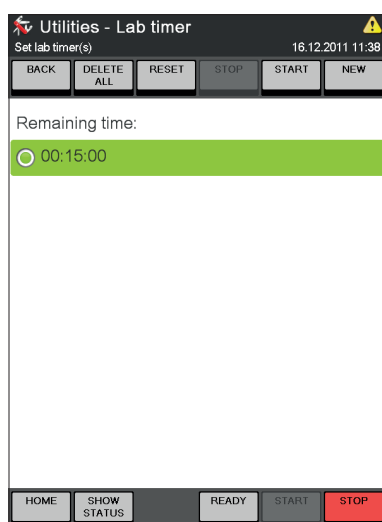 Utilities - Lab timer
Set lab timer(s)
16.12.2011 11:38
BACK
DELETE
ALL
RESET
STOP
START
NEW
Remaining time:
00:15:00
HOME
SHOW
STATUS
READY
START
STOP